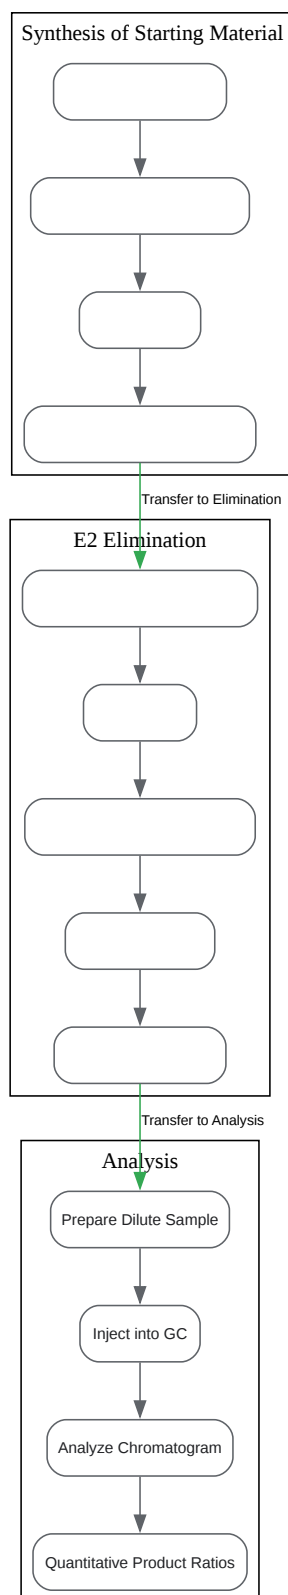 Synthesis of Starting Material
Transfer to Elimination
E2 Elimination
Transfer to Analysis
Analysis
Prepare Dilute Sample
Inject into GC
Analyze Chromatogram
Quantitative Product Ratios